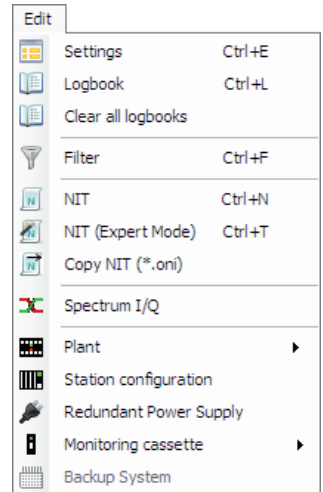 Edit
Settings Ctrl+E
Logbook Ctrl+L
Clear all logbooks
Filter Ctrl+F
NIT Ctrl+N
NIT (Expert Mode) Ctrl+T
Copy NIT (*.oni)
Spectrum I/Q
Plant
Station configuration
Redundant Power Supply
Monitoring cassette
Backup System